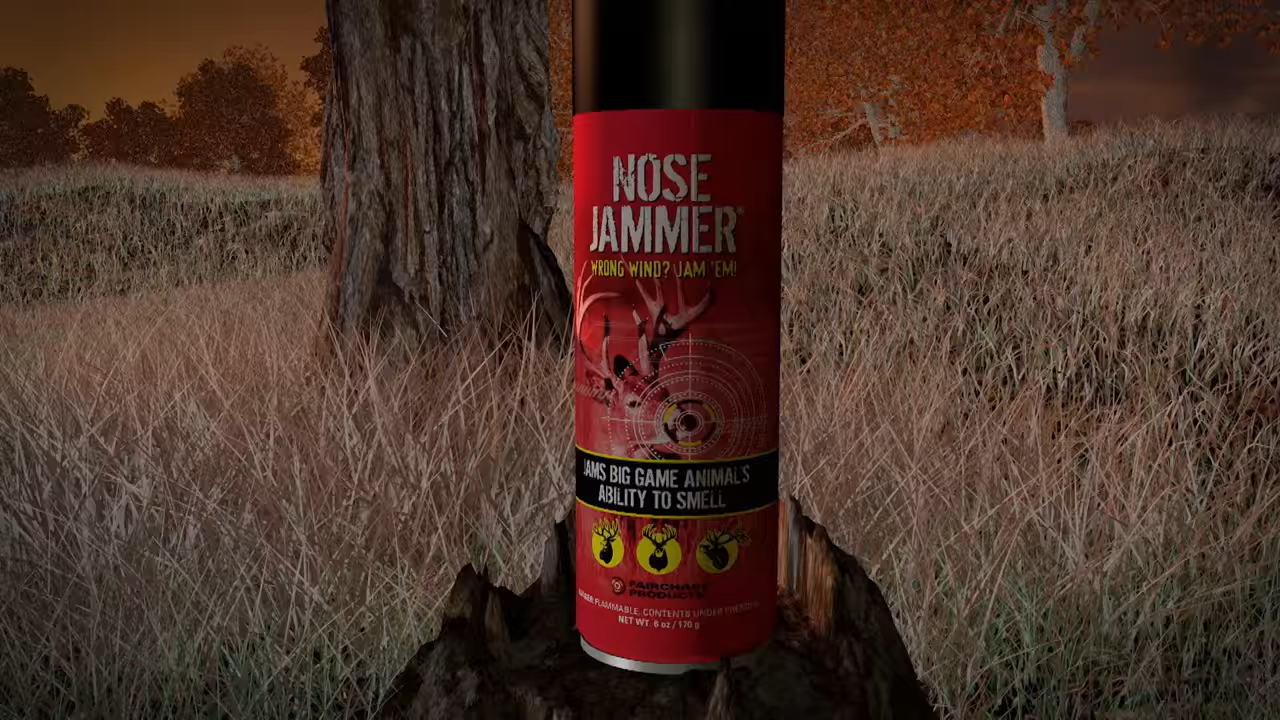 NOSE
JAMMER®
WRONG WIND? JAM 'EM!
JAMS BIG GAME ANIMAL'S
ABILITY TO SMELL
FAIRCHASE
PRODUCTS
FLAMMABLE. CONTENTS UNDER PRESSURE
NET WT. 6 oz / 170 g